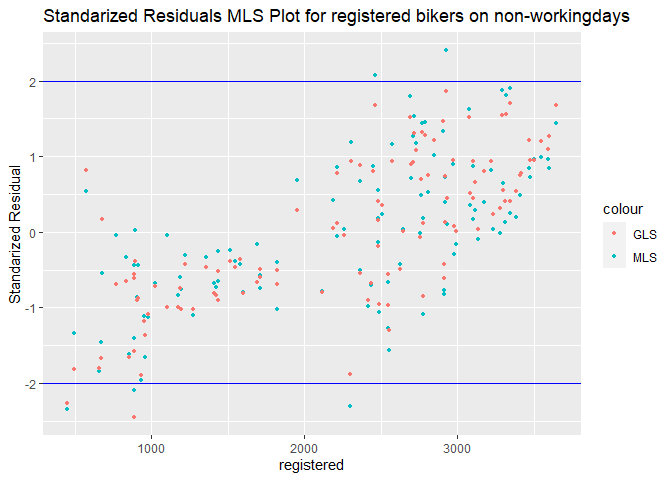 Standarized Residuals MLS Plot for registered bikers on non-workingdays
Standarized Residual
2
1
0
-1
-2
1000
2000
3000
registered
colour
GLS
MLS